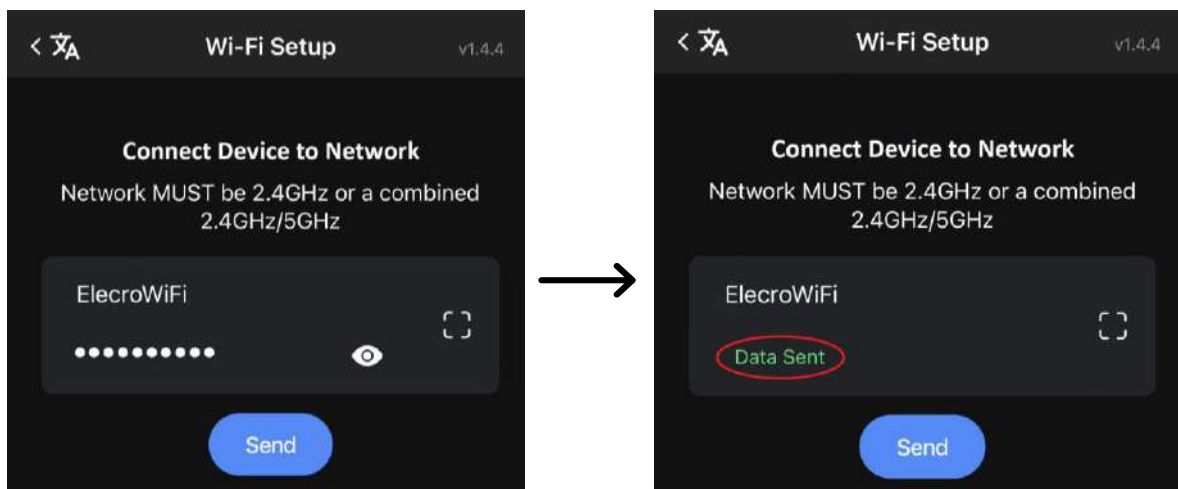 Wi-Fi Setup
v1.4.4
Connect Device to Network
Network MUST be 2.4GHz or a combined
2.4GHz/5GHz
ElecroWiFi
••••••••••
Send
Wi-Fi Setup
v1.4.4
Connect Device to Network
Network MUST be 2.4GHz or a combined
2.4GHz/5GHz
ElecroWiFi
Data Sent
Send